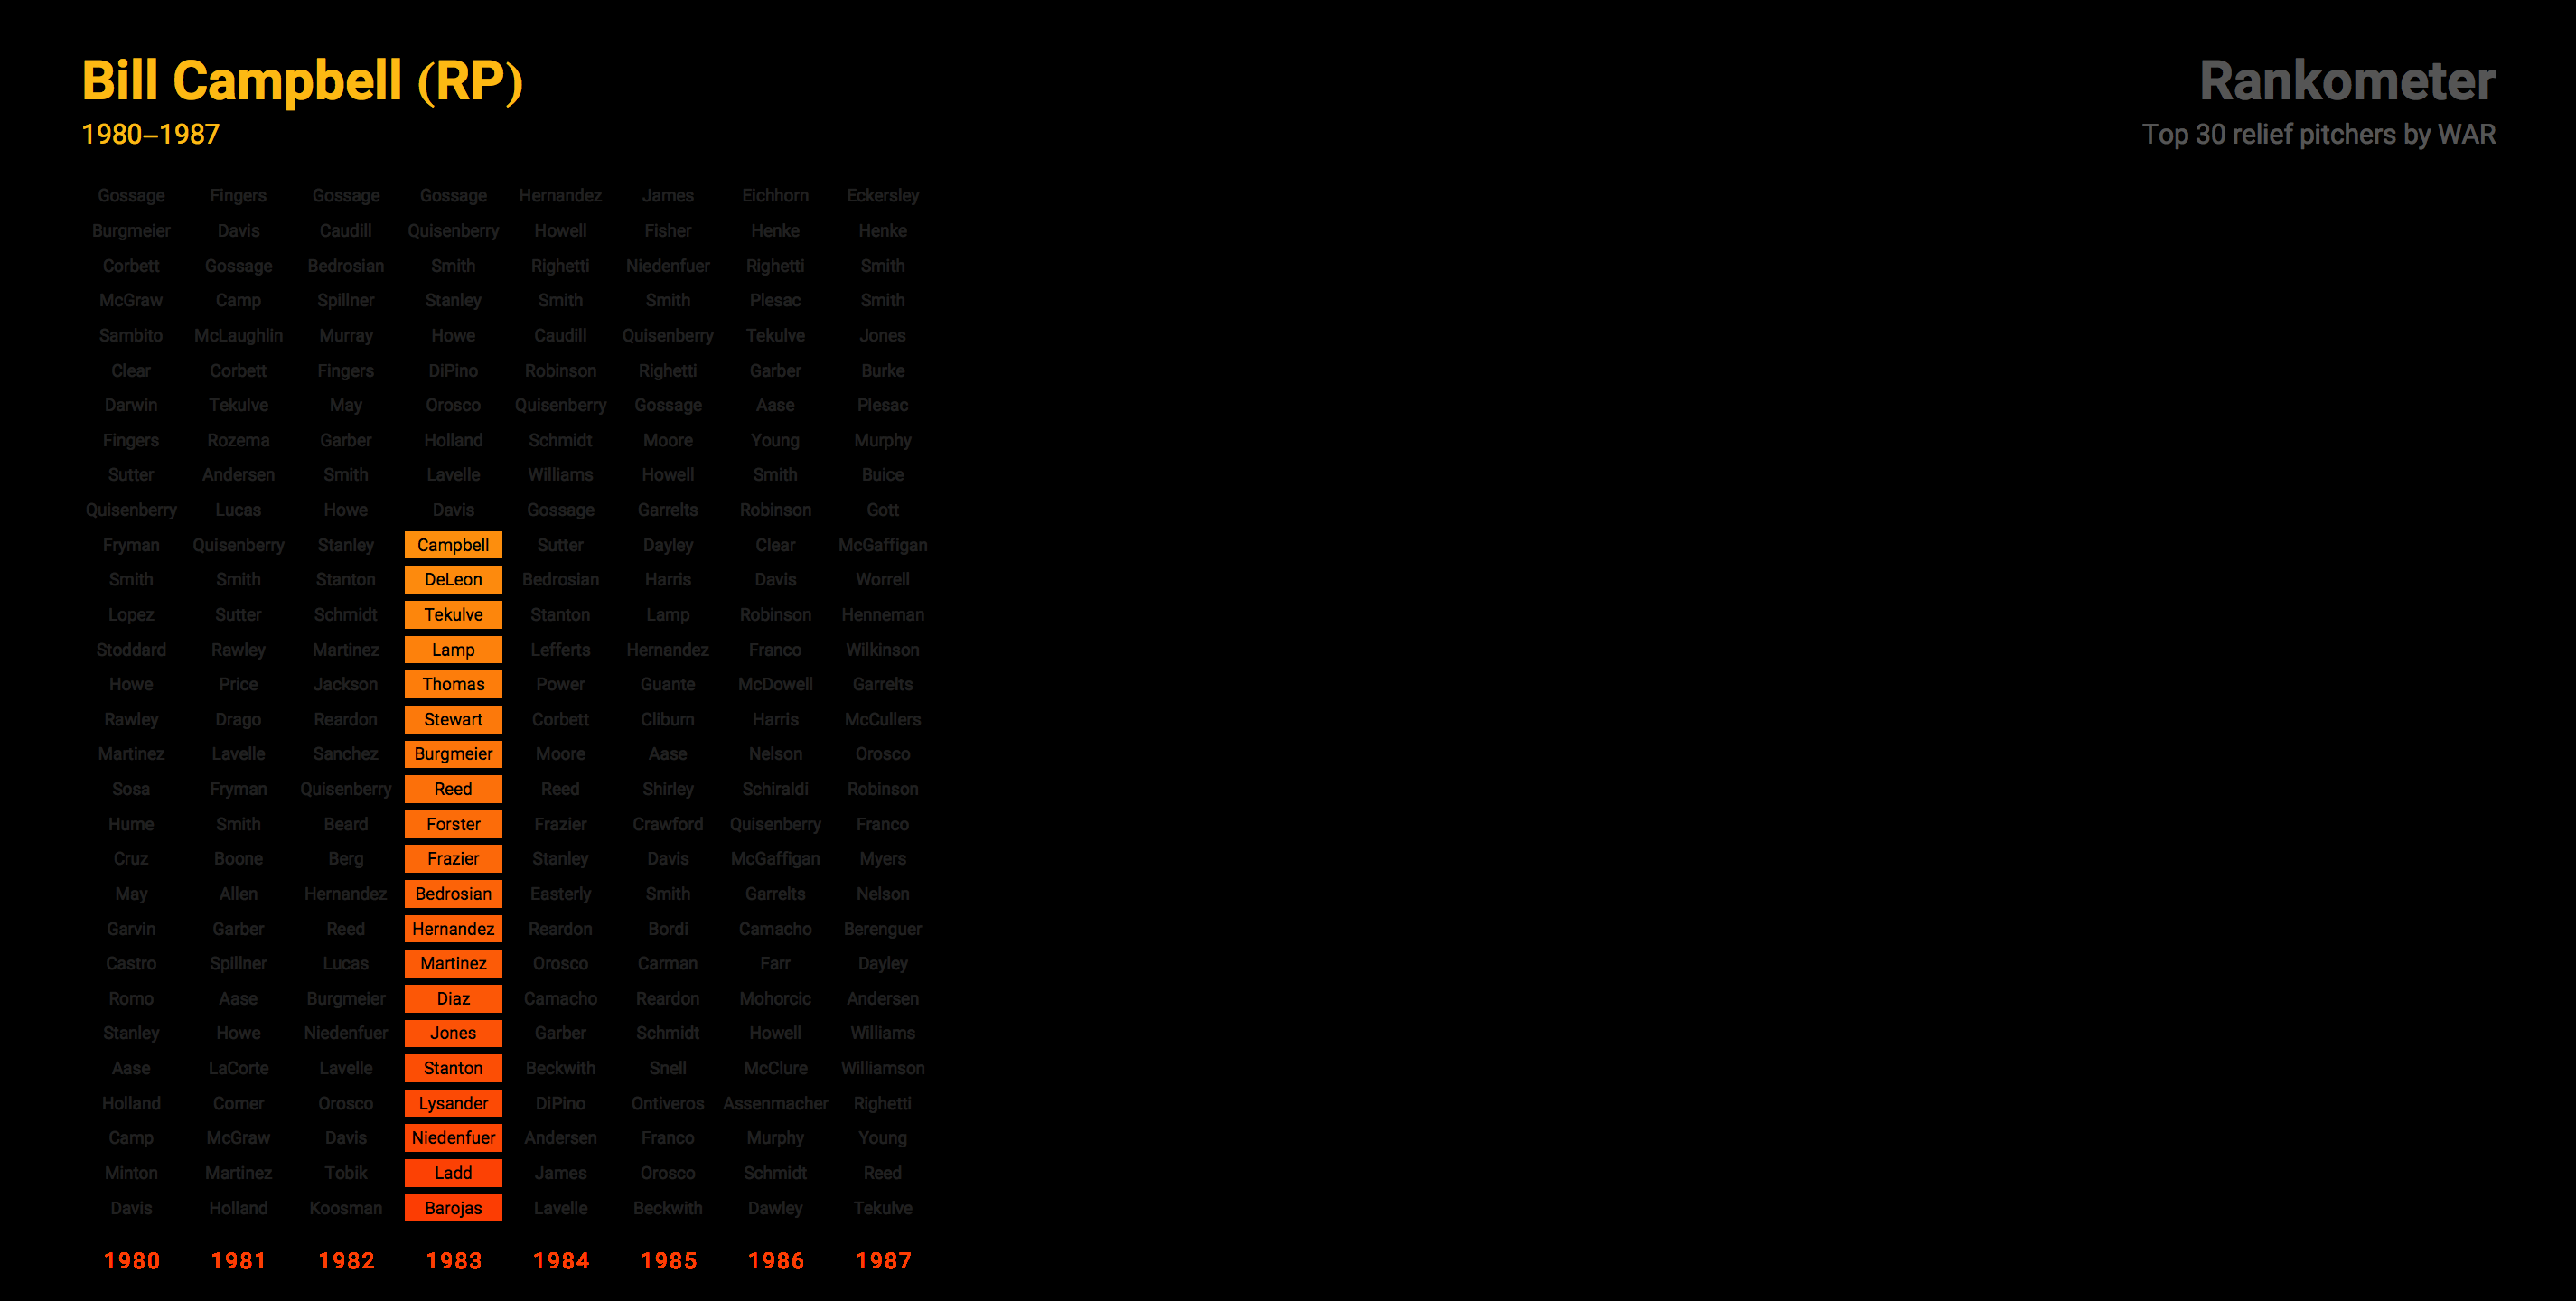 Bill Campbell (RP)
1980–1987
Rankometer
Top 30 relief pitchers by WAR
Gossage Fingers Gossage Gossage Hernandez James Eichhorn Eckersley
Burgmeier Davis Caudill Quisenberry Howell Fisher Henke Henke
Corbett Gossage Bedrosian Smith Righetti Niedenfuer Righetti Smith
McGraw Camp Spillner Stanley Smith Smith Plesac Smith
Sambito McLaughlin Murray Howe Caudill Quisenberry Tekulve Jones
Clear Corbett Fingers DiPino Robinson Righetti Garber Burke
Darwin Tekulve May Orosco Quisenberry Gossage Aase Plesac
Fingers Rozema Garber Holland Schmidt Moore Young Murphy
Sutter Andersen Smith Lavelle Williams Howell Smith Buice
Quisenberry Lucas Howe Davis Gossage Garrelts Robinson Gott
Fryman Quisenberry Stanley Campbell Sutter Dayley Clear McGaffigan
Smith Smith Stanton DeLeon Bedrosian Harris Davis Worrell
Lopez Sutter Schmidt Tekulve Stanton Lamp Robinson Henneman
Stoddard Rawley Martinez Lamp Lefferts Hernandez Franco Wilkinson
Howe Price Jackson Thomas Power Guante McDowell Garrelts
Rawley Drago Reardon Stewart Corbett Cliburn Harris McCullers
Martinez Lavelle Sanchez Burgmeier Moore Aase Nelson Orosco
Sosa Fryman Quisenberry Reed Reed Shirley Schiraldi Robinson
Hume Smith Beard Forster Frazier Crawford Quisenberry Franco
Cruz Boone Berg Frazier Stanley Davis McGaffigan Myers
May Allen Hernandez Bedrosian Easterly Smith Garrelts Nelson
Garvin Garber Reed Hernandez Reardon Bordi Camacho Berenguer
Castro Spillner Lucas Martinez Orosco Carman Farr Dayley
Romo Aase Burgmeier Diaz Camacho Reardon Mohorcic Andersen
Stanley Howe Niedenfuer Jones Garber Schmidt Howell Williams
Aase LaCorte Lavelle Stanton Beckwith Snell McClure Williamson
Holland Comer Orosco Lysander DiPino Ontiveros Assenmacher Righetti
Camp McGraw Davis Niedenfuer Andersen Franco Murphy Young
Minton Martinez Tobik Ladd James Orosco Schmidt Reed
Davis Holland Koosman Barojas Lavelle Beckwith Dawley Tekulve
1980 1981 1982 1983 1984 1985 1986 1987